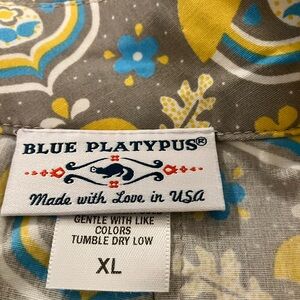 BLUE PLATYPUS®
Made with Love in USA
GENTLE WITH LIKE
COLORS
TUMBLE DRY LOW
XL